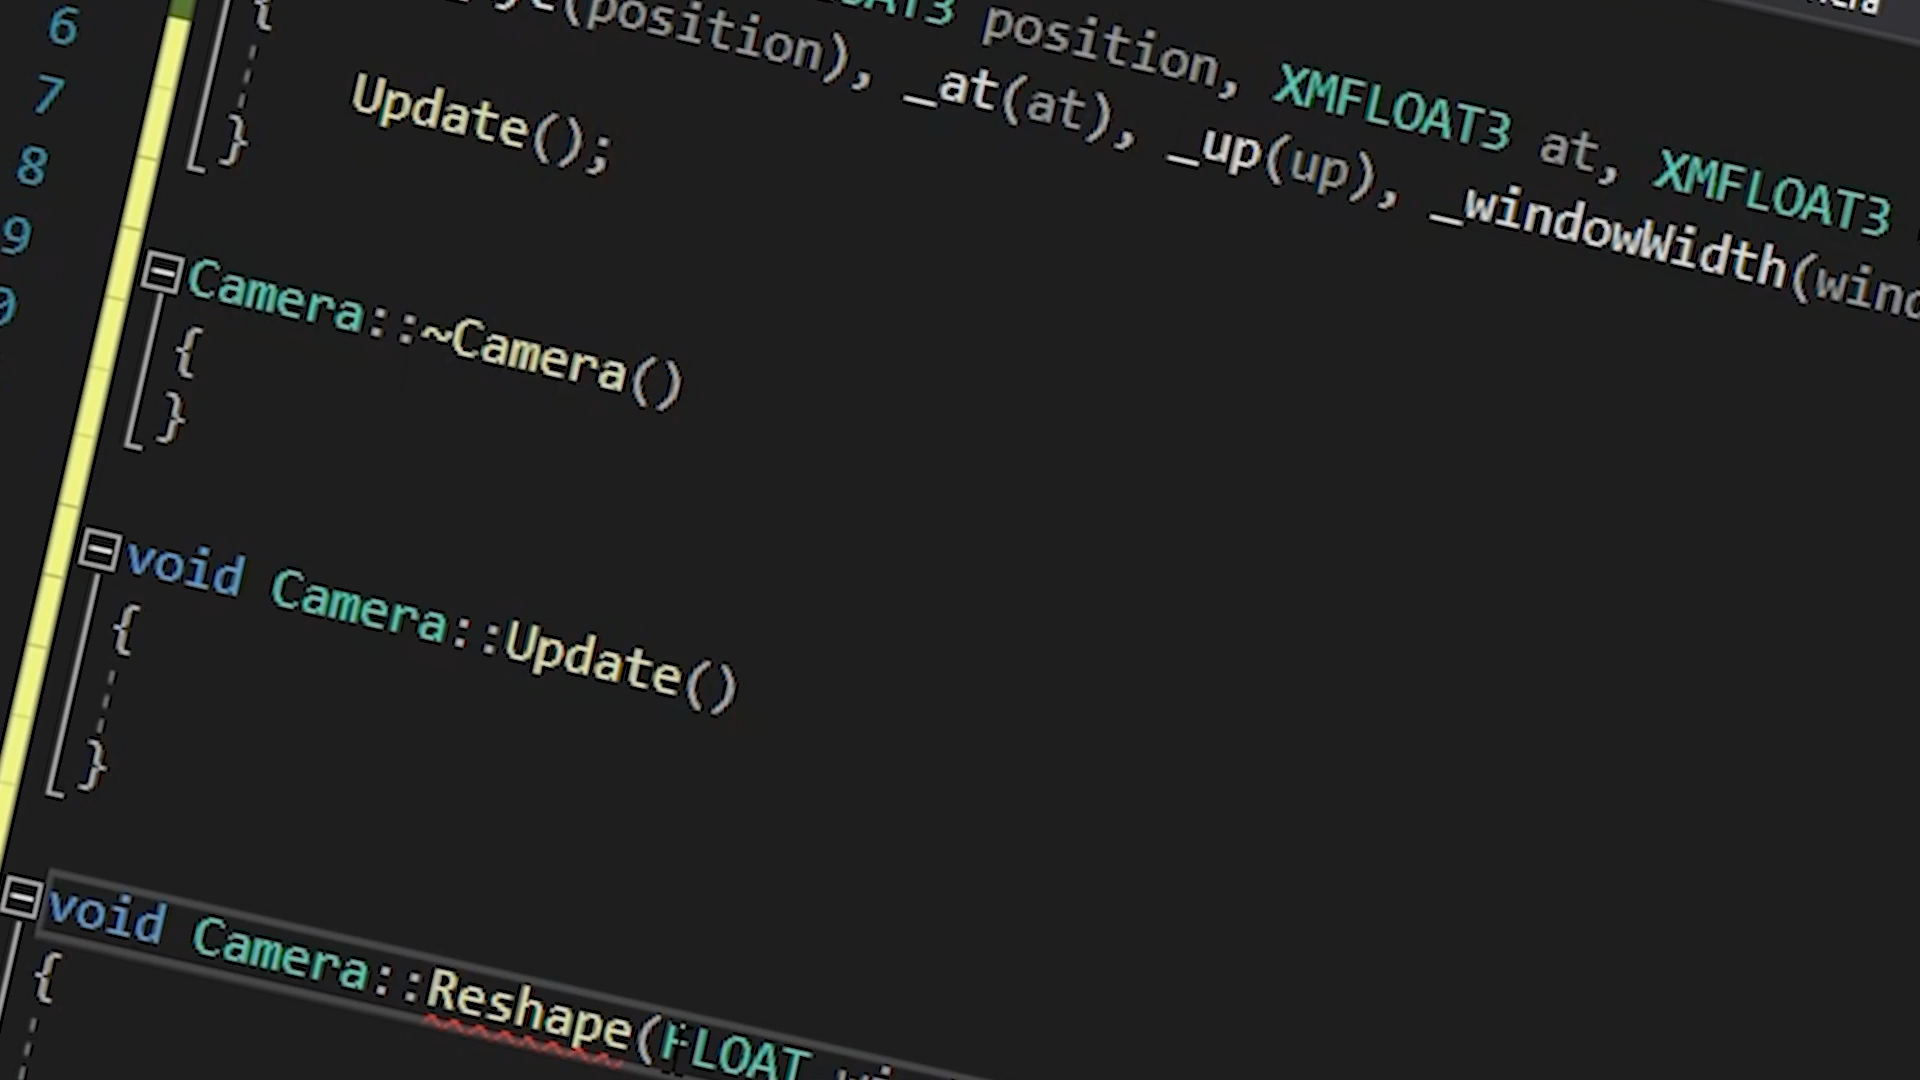 position, XMFLOAT3 at, XMFLOAT3
(position), _at(at), _up(up), _windowWidth(
6 {
7 Update();
8 }
9
Camera::~Camera()
{
}
void Camera::Update()
{
}
void Camera::Reshape(FLOAT
{